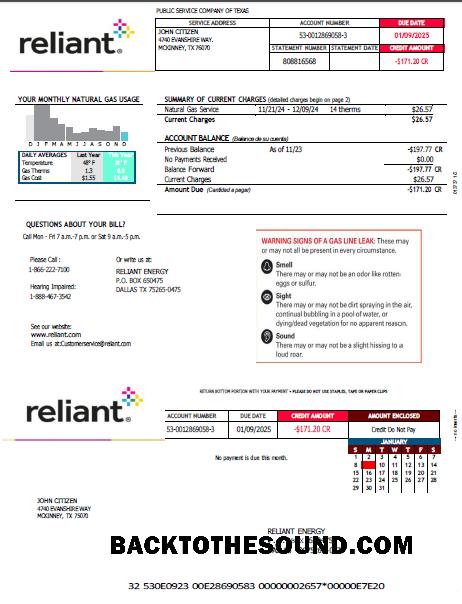 PUBLIC SERVICE COMPANY OF TEXAS
reliant
SERVICE ADDRESS
ACCOUNT NUMBER
DUE DATE
JOHN CITIZEN
4740 EVANSHIRE WAY.
MCKINNEY, TX 76070
53-0012869058-3
01/09/2025
STATEMENT NUMBER
STATEMENT DATE
CREDIT AMOUNT
808816568
-$171.20 CR
YOUR MONTHLY NATURAL GAS USAGE
D J F M A M J J A S O N D
DAILY AVERAGES Last Year
Temperature 48° F
Gas Therms 1.3
Gas Cost $1.55
SUMMARY OF CURRENT CHARGES (detailed charges begin on page 2)
Natural Gas Service 11/21/24 - 12/09/24 14 therms $26.57
Current Charges $26.57
ACCOUNT BALANCE (Balance de su cuenta)
Previous Balance As of 11/23 -$197.77 CR
No Payments Received $0.00
Balance Forward -$197.77 CR
Current Charges $26.57
Amount Due (Cantidad a pagar) -$171.20 CR
QUESTIONS ABOUT YOUR BILL?
Call Mon - Fri 7 a.m.-7 p.m. or Sat 9 a.m.-5 p.m.
Please Call :
1-866-222-7100
Hearing Impaired:
1-888-467-3542
Or write us at:
RELIANT ENERGY
P.O. BOX 650475
DALLAS TX 75265-0475
See our website:
www.reliant.com
Email us at:Customerservice@reliant.com
WARNING SIGNS OF A GAS LINE LEAK: These may
or may not all be present in every circumstance.
Smell
There may or may not be an odor like rotten
eggs or sulfur.
Sight
There may or may not be dirt spraying in the air,
continual bubbling in a pool of water, or
dying/dead vegetation for no apparent reason.
Sound
There may or may not be a slight hissing to a
loud roar.
RETURN BOTTOM PORTION WITH YOUR PAYMENT • PLEASE DO NOT USE STAPLES, TAPE OR PAPER CLIPS
reliant
ACCOUNT NUMBER DUE DATE CREDIT AMOUNT AMOUNT ENCLOSED
53-0012869058-3 01/09/2025 -$171.20 CR Credit Do Not Pay
JANUARY
S M T W T F S
1 2 3 4 5 6 7
8 10 11 12 13 14
15 16 17 18 19 20 21
22 23 24 25 26 27 28
29 30 31
No payment is due this month.
JOHN CITIZEN
4740 EVANSHIRE WAY
MCKINNEY, TX 75070
RELIANT ENERGY
BACKTOTHESOUND.COM
32 530E0923 00E28690583 00000002657*00000E7E20